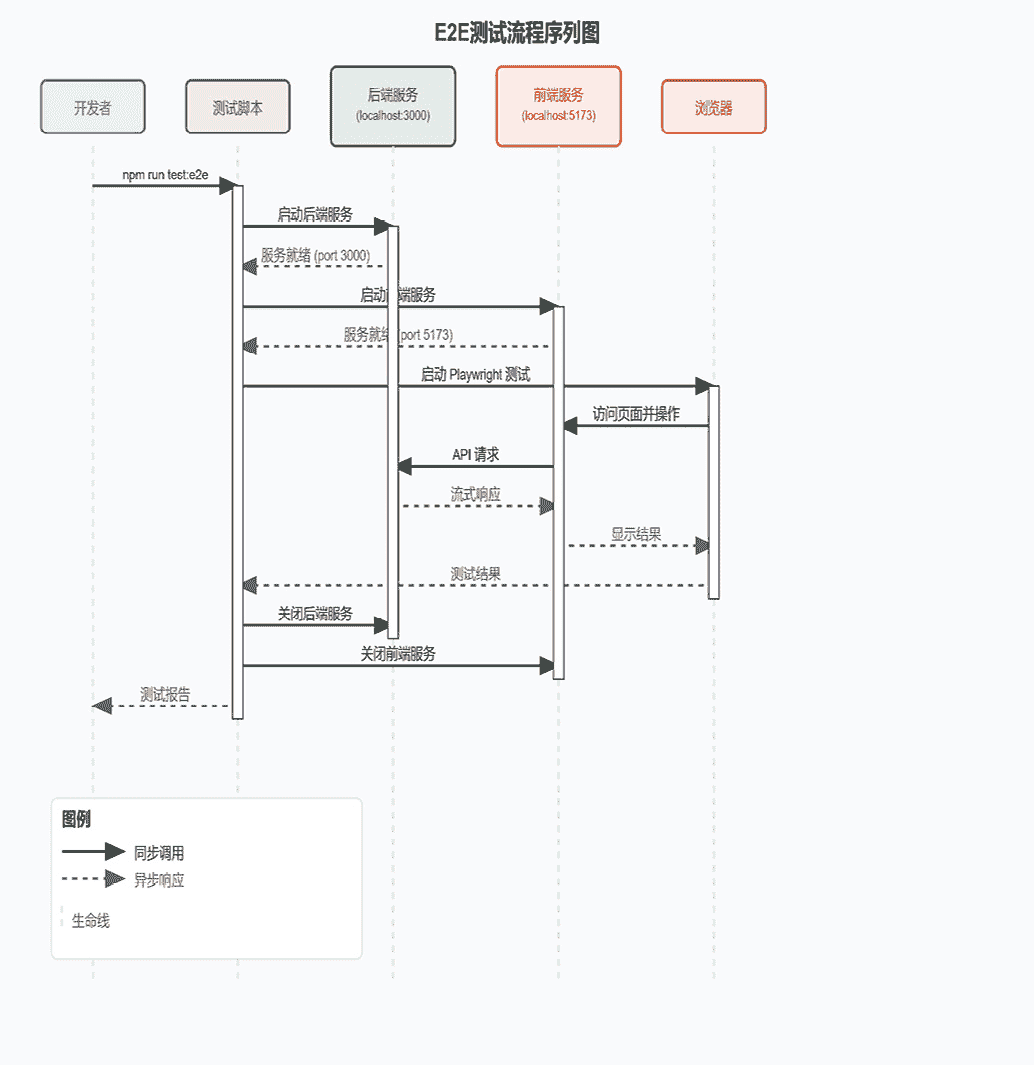 E2E测试流程序列图
开发者
测试脚本
后端服务
(localhost:3000)
前端服务
(localhost:5173)
浏览器
npm run test:e2e
启动后端服务
服务就绪 (port 3000)
启动前端服务
服务就绪 (port 5173)
启动 Playwright 测试
访问页面并操作
API 请求
流式响应
显示结果
测试结果
关闭后端服务
关闭前端服务
测试报告
图例
同步调用
异步响应
生命线